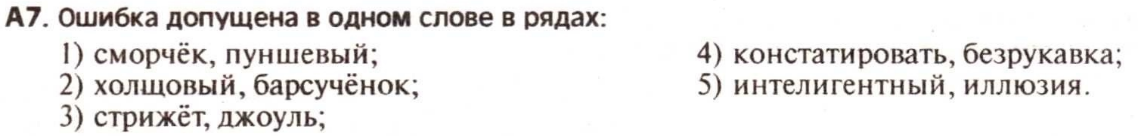 А7. Ошибка допущена в одном слове в рядах:
1) сморчёк, пуншевый;
2) холщовый, барсучёнок;
3) стрижёт, джоуль;
4) константировать, безрукавка;
5) интелигентный, иллюзия.